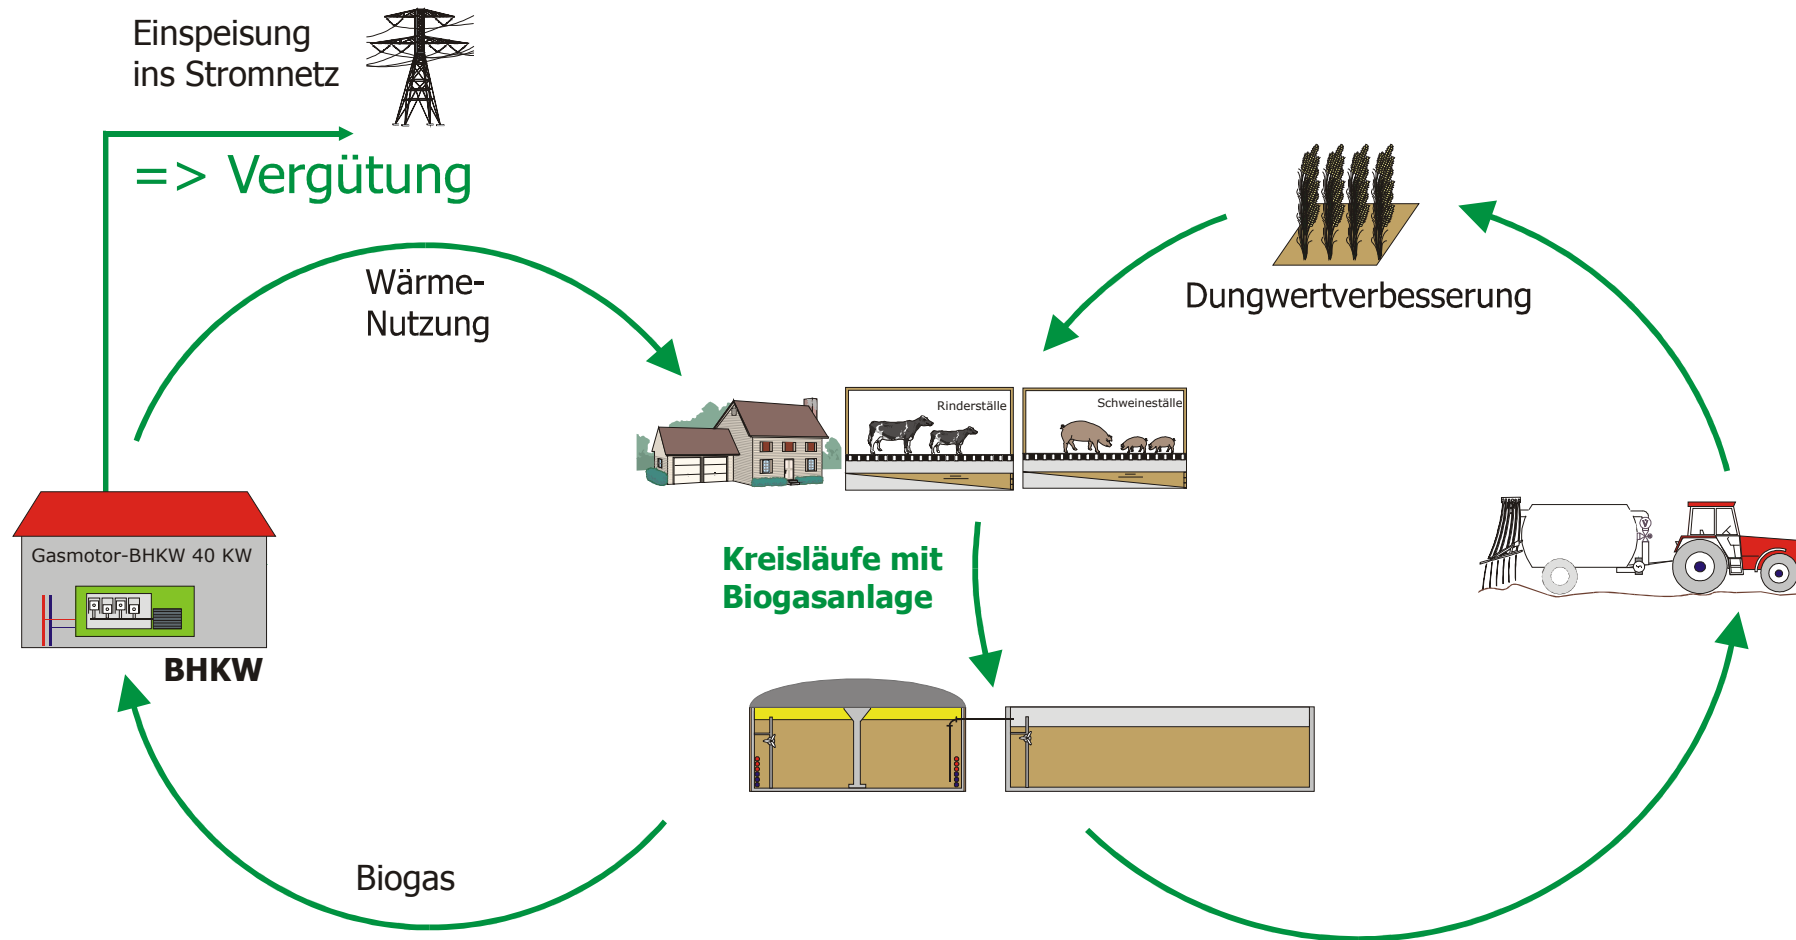 Einspeisung
ins Stromnetz
=> Vergütung
Wärme-
Nutzung
Dungwertverbesserung
Rinderställe
Schweineställe
Gasmotor-BHKW 40 KW
BHKW
Kreisläufe mit
Biogasanlage
Biogas